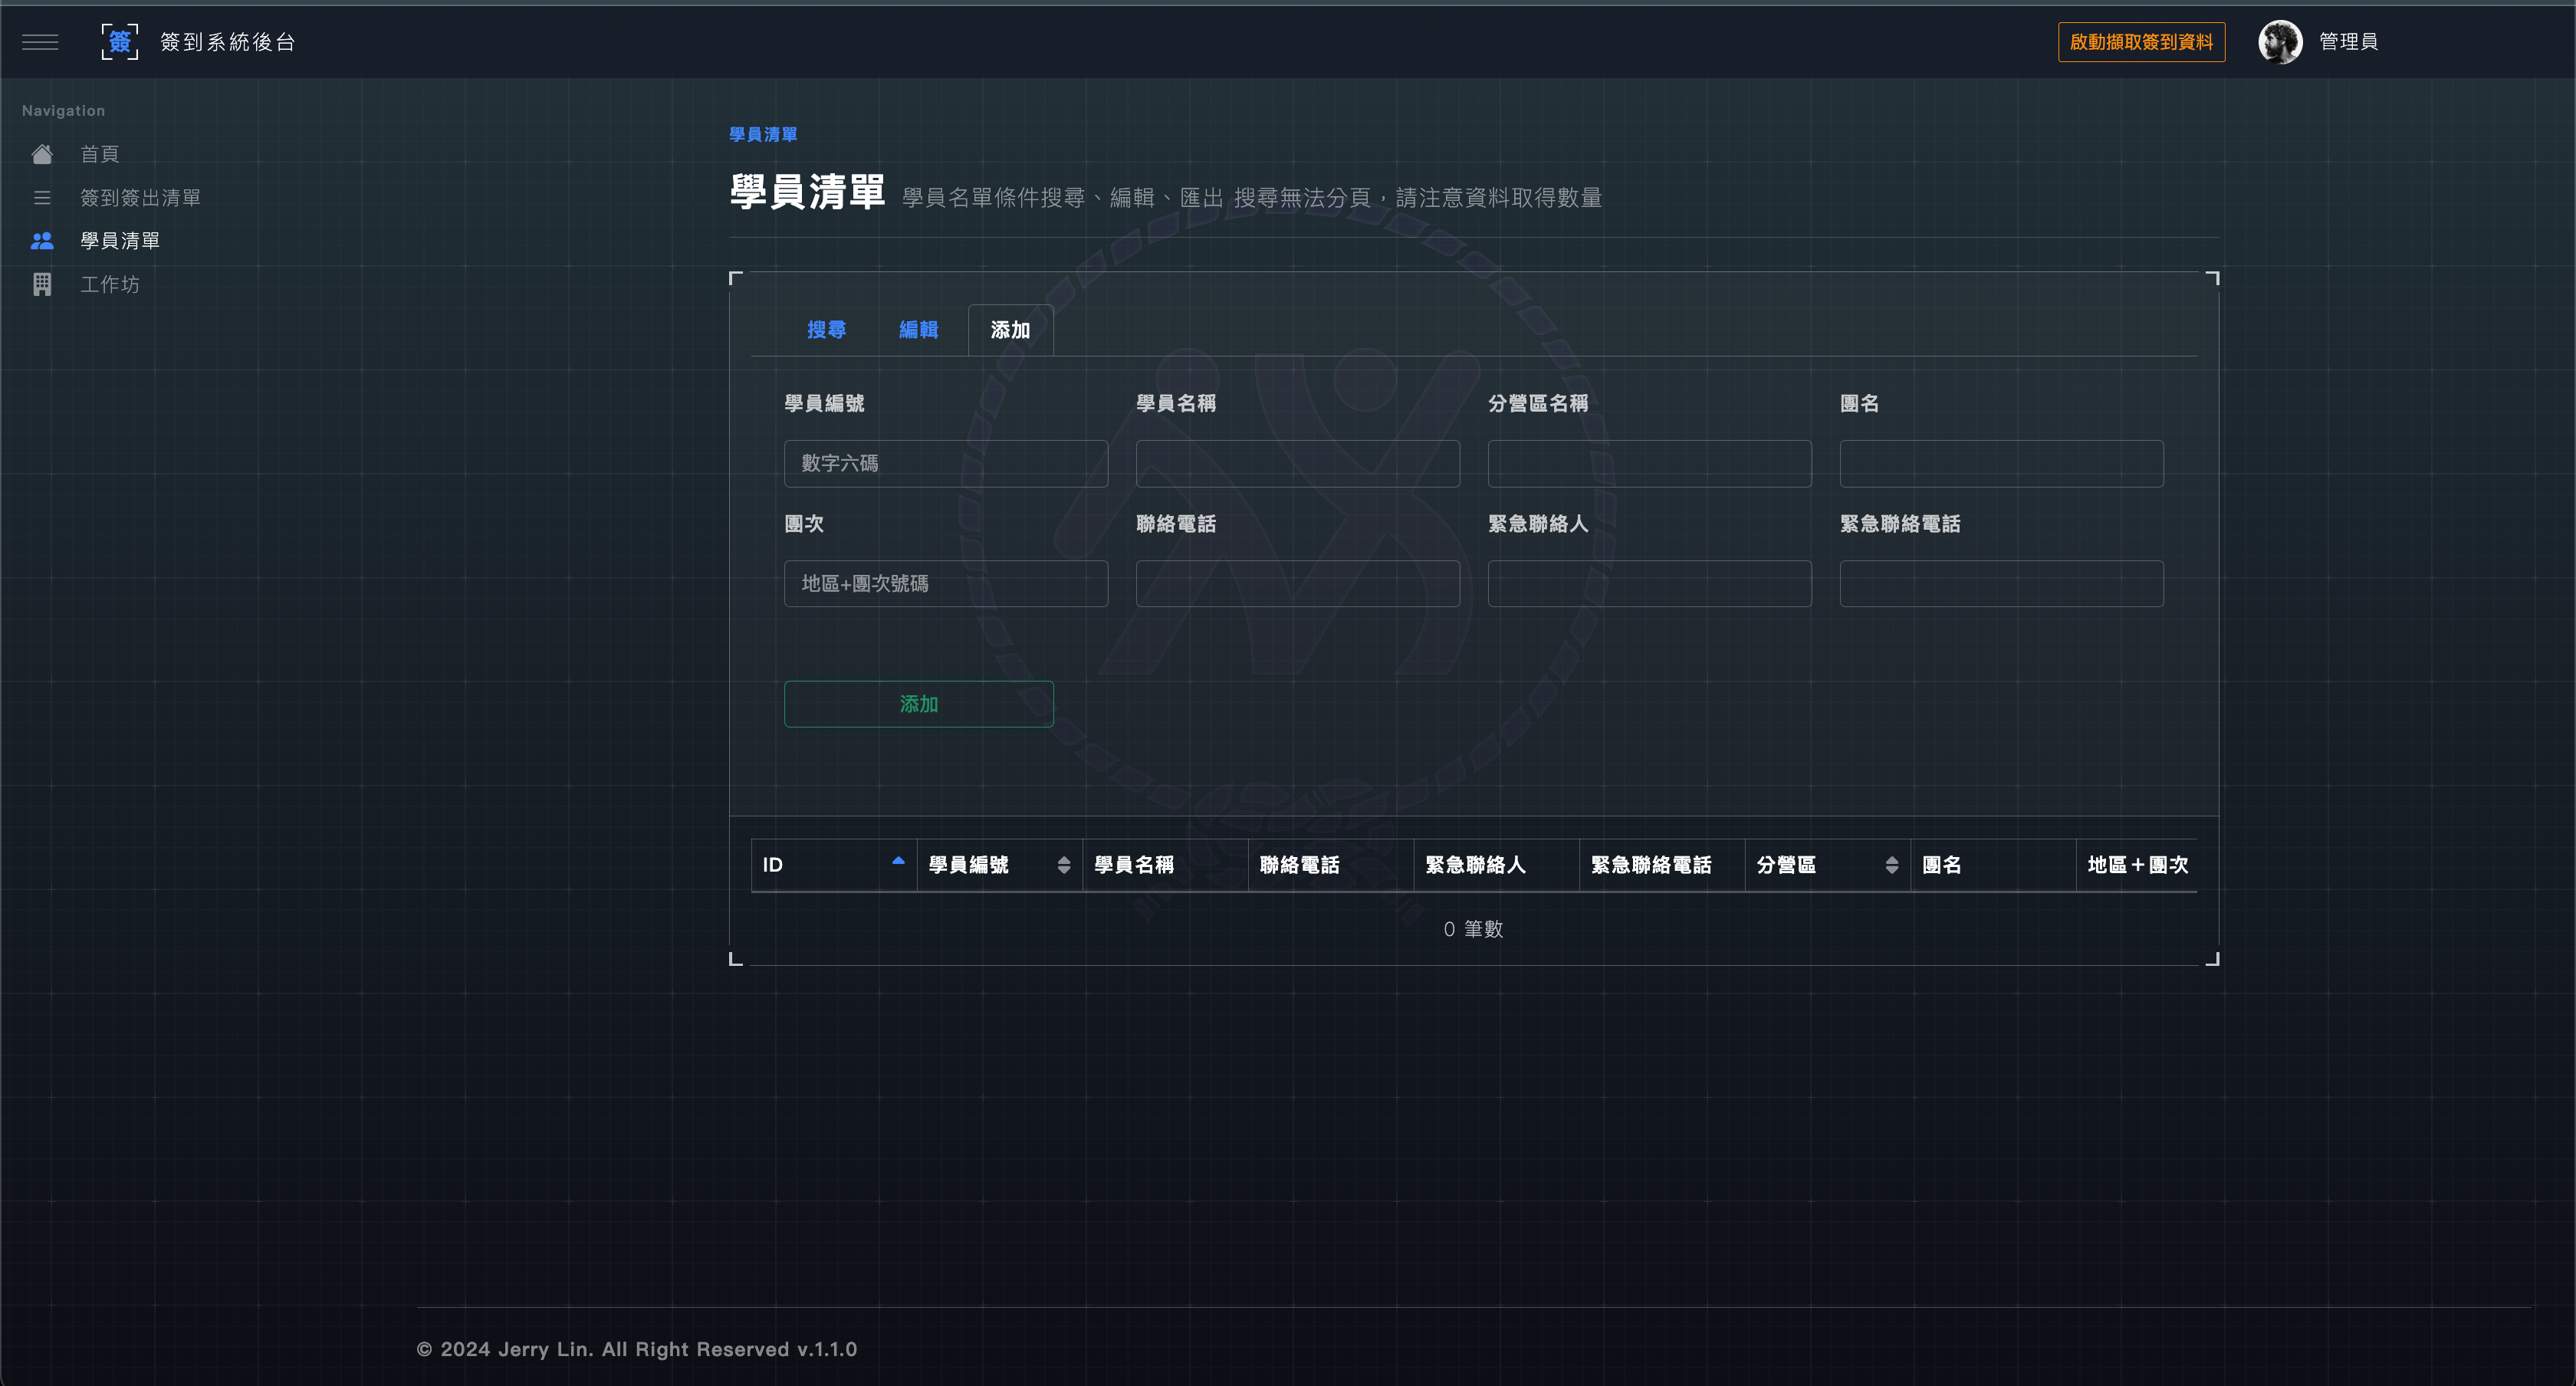 簽 簽到系統後台
啟動擷取簽到資料 管理員
Navigation
首頁
簽到簽出清單
學員清單
工作坊
學員清單
學員清單 學員名單條件搜尋、編輯、匯出 搜尋無法分頁，請注意資料取得數量
搜尋 編輯 添加
學員編號 學員名稱 分營區名稱 團名
數字六碼
團次 聯絡電話 緊急聯絡人 緊急聯絡電話
地區+團次號碼
添加
ID 學員編號 學員名稱 聯絡電話 緊急聯絡人 緊急聯絡電話 分營區 團名 地區＋團次
0 筆數
© 2024 Jerry Lin. All Right Reserved v.1.1.0